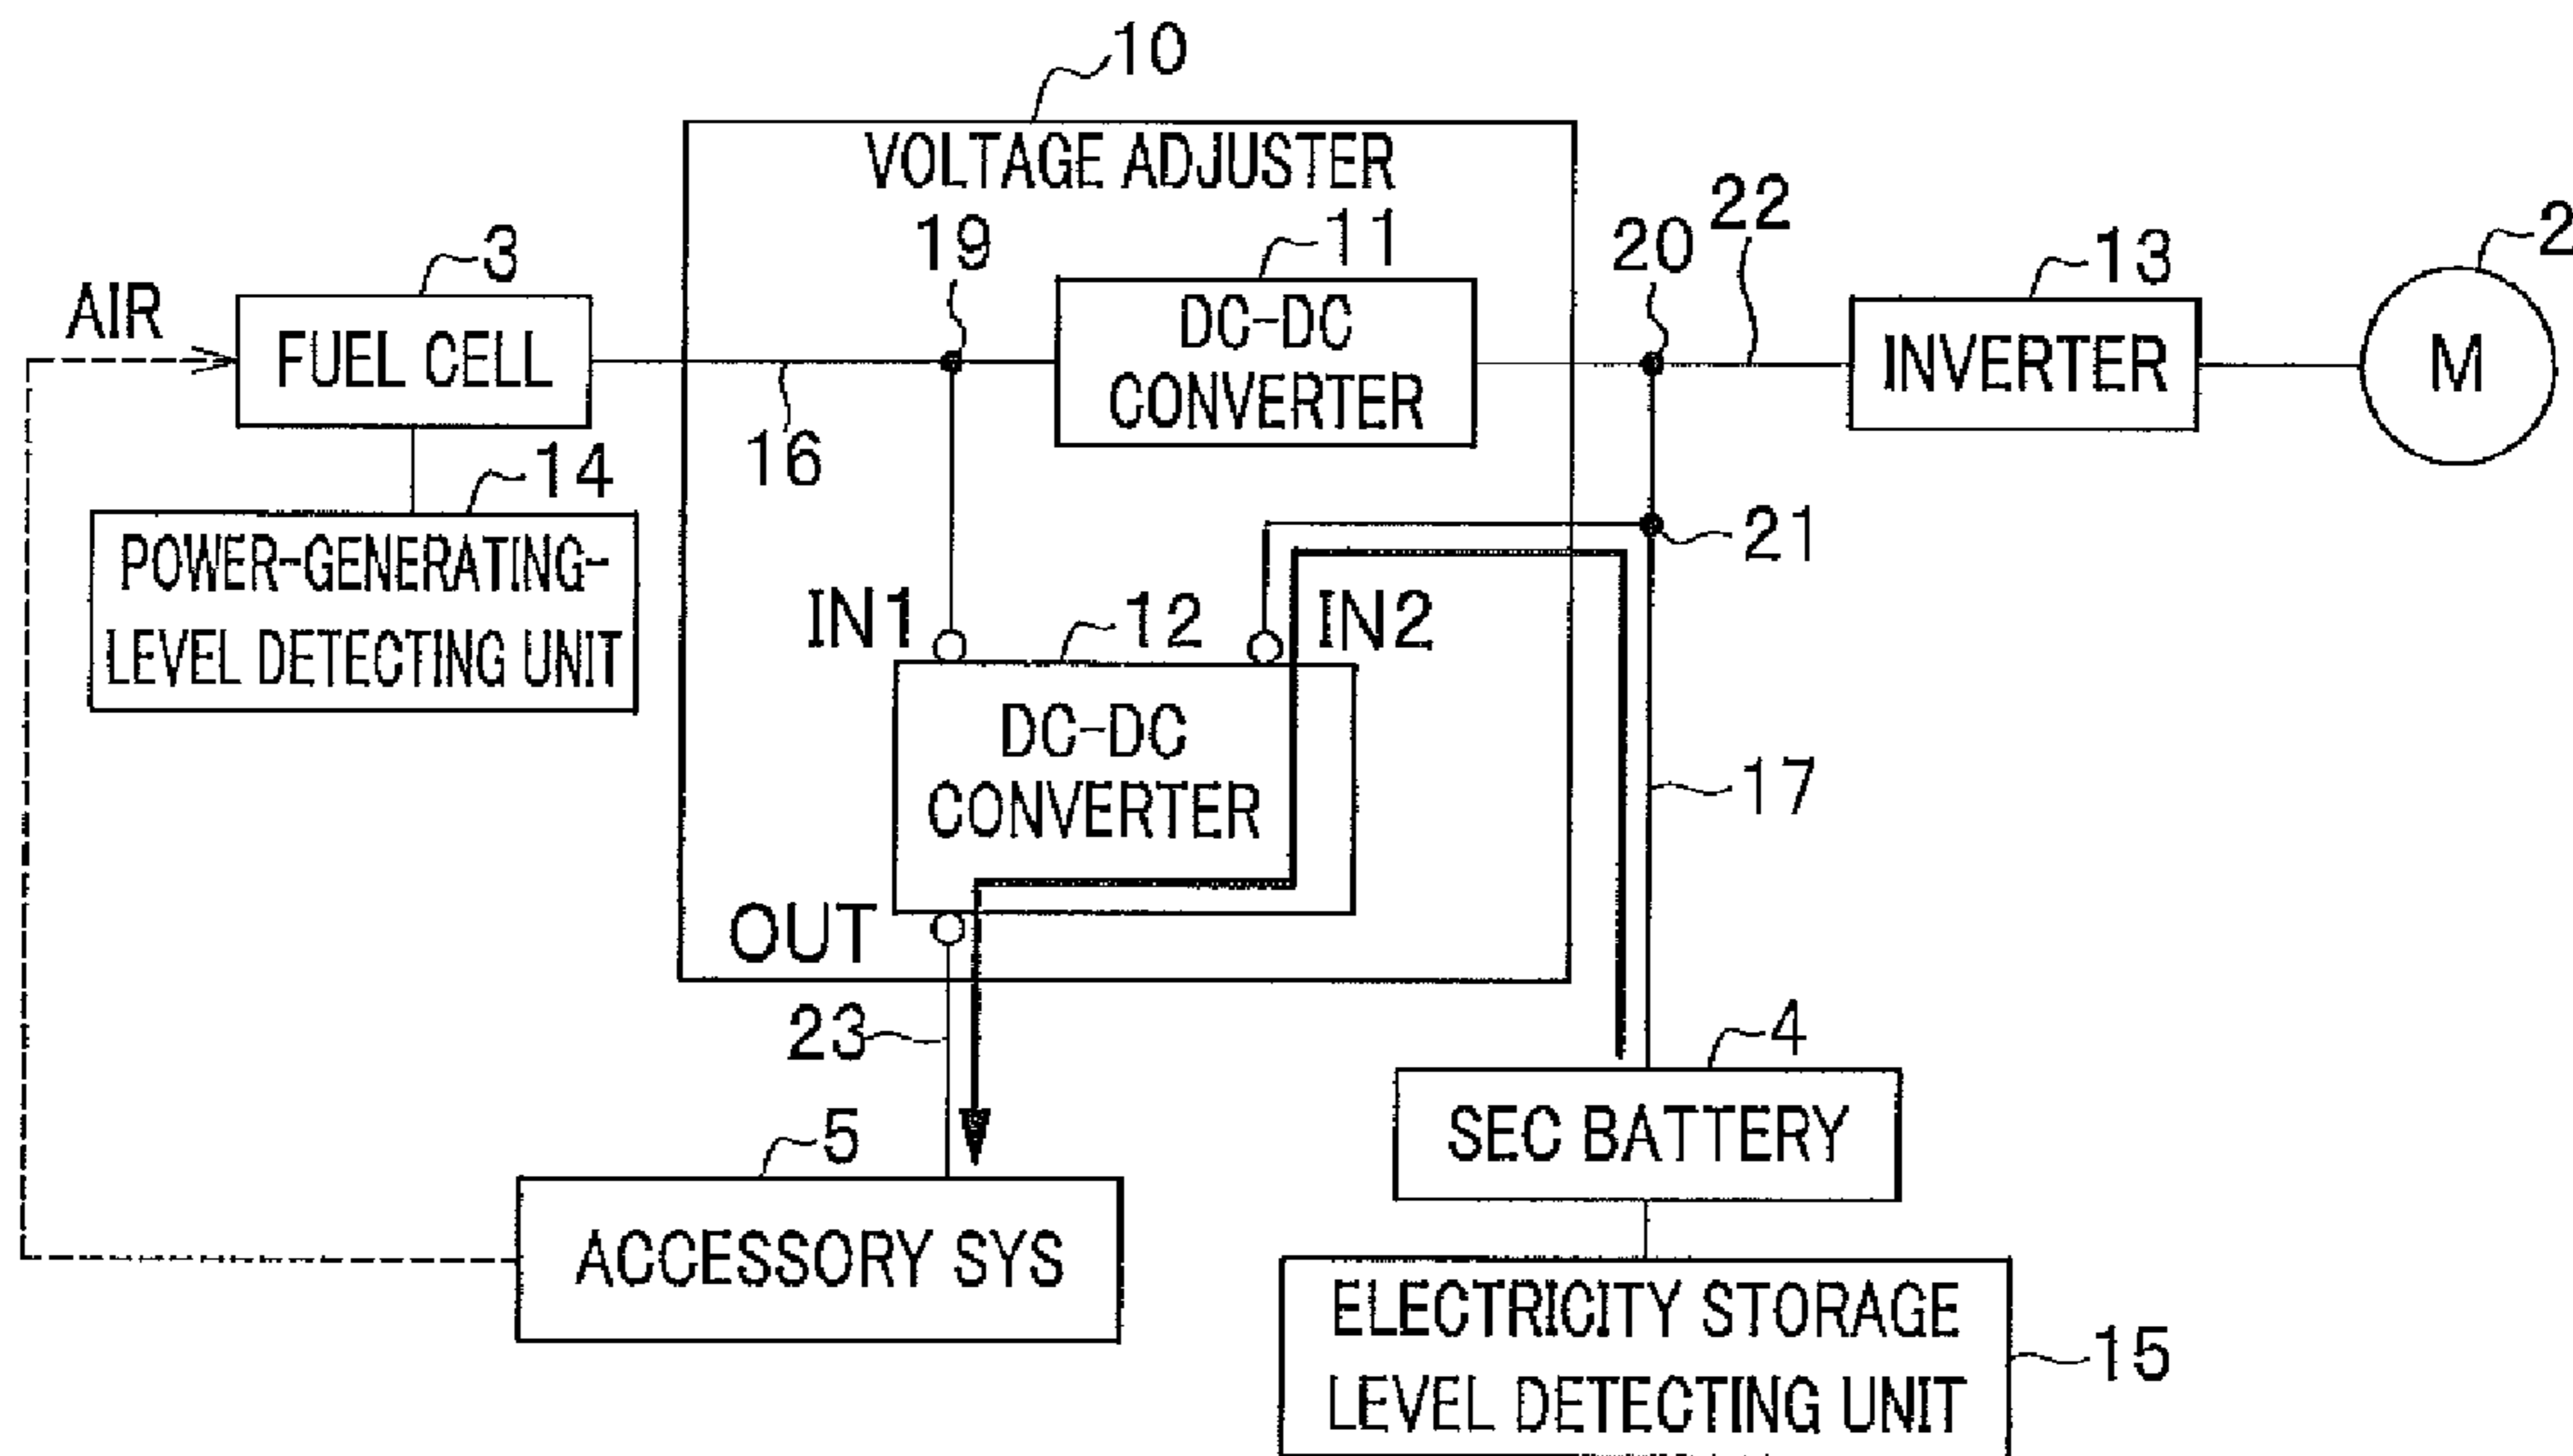 10
VOLTAGE ADJUSTER
3
19
11
20
22
13
2
AIR
FUEL CELL
DC-DC
CONVERTER
INVERTER
M
16
14
21
POWER-GENERATING-
LEVEL DETECTING UNIT
IN1
12
IN2
DC-DC
CONVERTER
17
OUT
23
4
SEC BATTERY
5
ACCESSORY SYS
ELECTRICITY STORAGE
LEVEL DETECTING UNIT
15